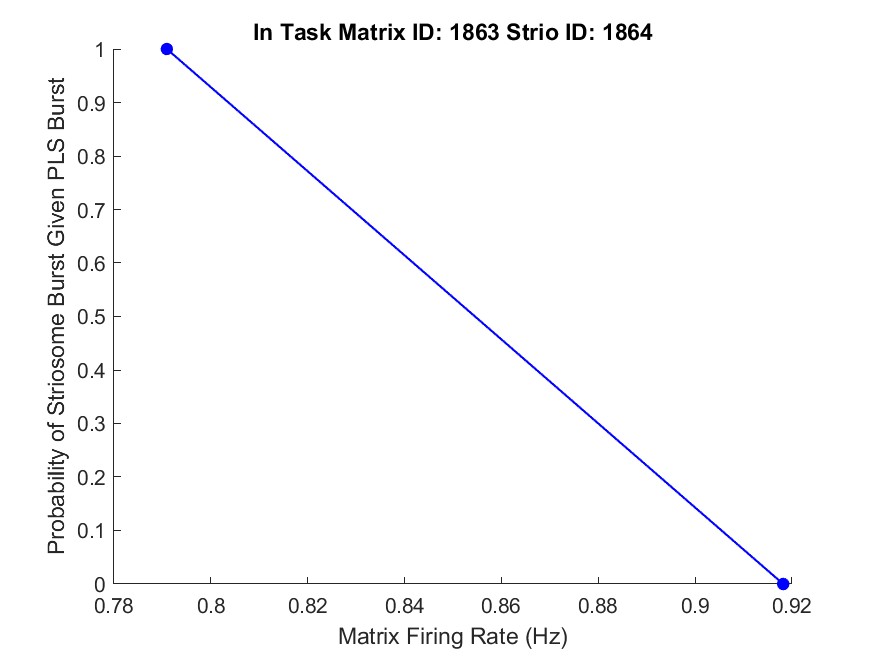 In Task Matrix ID: 1863 Strio ID: 1864
Probability of Striosome Burst Given PLS Burst
1
0.9
0.8
0.7
0.6
0.5
0.4
0.3
0.2
0.1
0
0.78 0.8 0.82 0.84 0.86 0.88 0.9 0.92
Matrix Firing Rate (Hz)